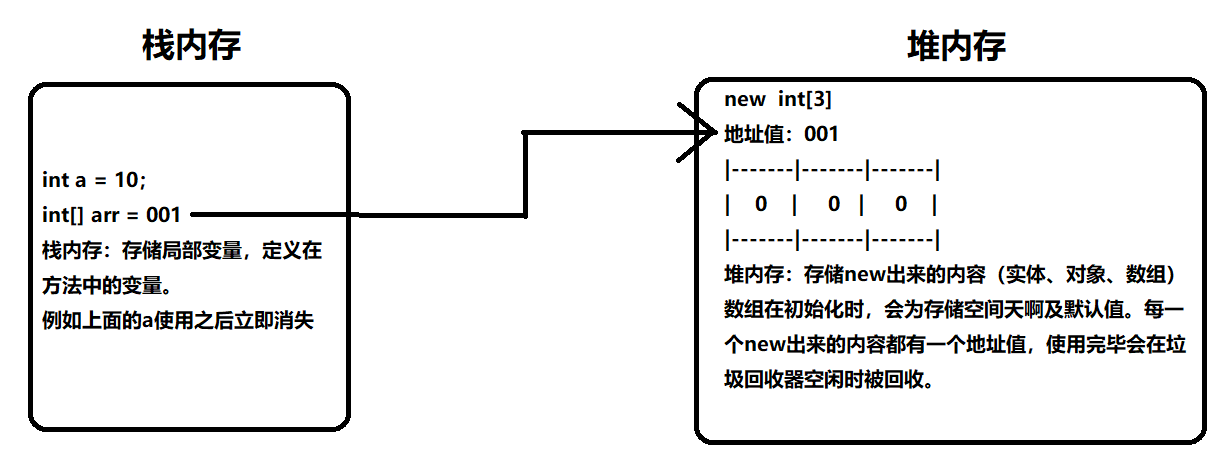 栈内存
int a = 10;
int[] arr = 001
栈内存：存储局部变量，定义在
方法中的变量。
例如上面的a使用之后立即消失
堆内存
new  int[3]
地址值：001
|-------|-------|-------|
|    0    |    0    |    0    |
|-------|-------|-------|
堆内存：存储new出来的内容（实体、对象、数组）
数组在初始化时，会为存储空间天啊及默认值。每一
个new出来的内容都有一个地址值，使用完毕会在垃
圾回收器空闲时被回收。